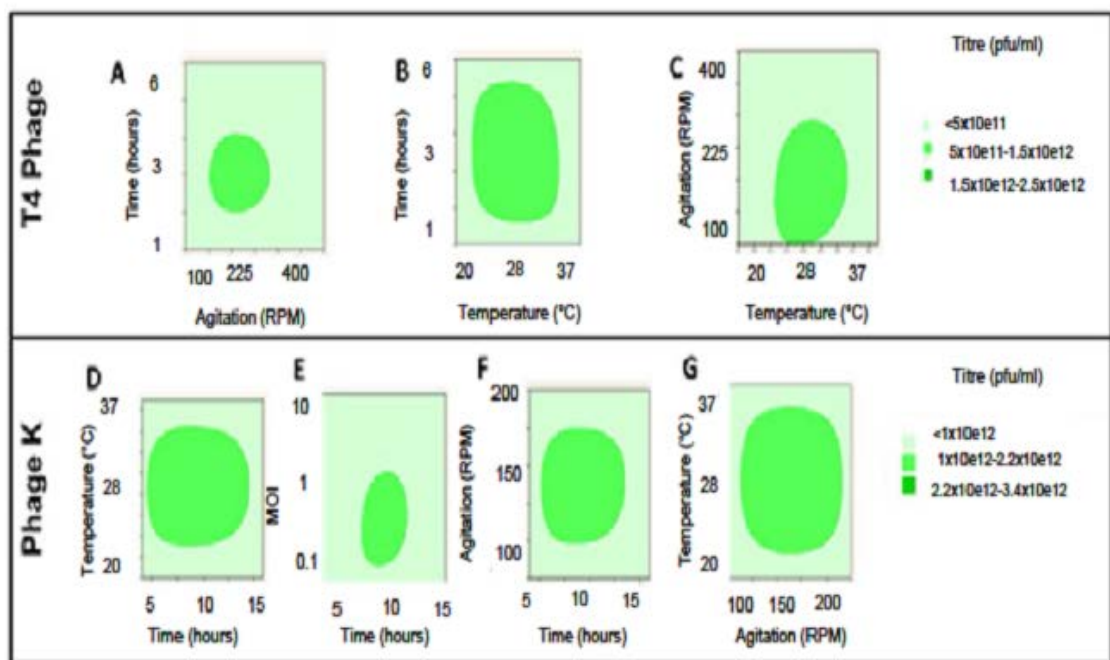 T4 Phage
A
6
3
1
Time (hours)
100 225 400
Agitation (RPM)
B
6
3
1
Time (hours)
20 28 37
Temperature (°C)
C
400
225
100
Agitation (RPM)
20 28 37
Temperature (°C)
Titre (pfu/ml)
<5x10e11
5x10e11-1.5x10e12
1.5x10e12-2.5x10e12
Phage K
D
37
28
20
Temperature (°C)
5 10 15
Time (hours)
E
10
1
0.1
MOI
5 10 15
Time (hours)
F
200
150
100
Agitation (RPM)
5 10 15
Time (hours)
G
37
28
20
Temperature (°C)
100 150 200
Agitation (RPM)
Titre (pfu/ml)
<1x10e12
1x10e12-2.2x10e12
2.2x10e12-3.4x10e12